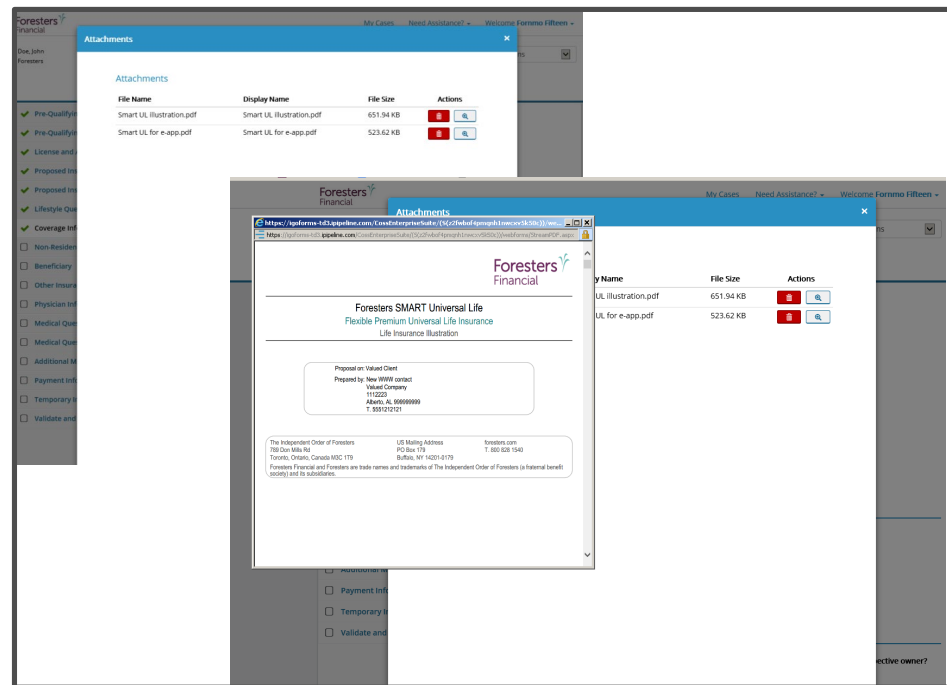 Foresters
Financial
My Cases Need Assistance? Welcome Fornmo Fifteen
Doe, John
Foresters
Attachments ×
Attachments
File Name Display Name File Size Actions
Smart UL illustration.pdf Smart UL illustration.pdf 651.94 KB
Smart UL for e-app.pdf Smart UL for e-app.pdf 523.62 KB
Pre-Qualifyin
Pre-Qualifyin
License and
Proposed Ins
Proposed Ins
Lifestyle Que
Coverage Inf
Non-Residen
Beneficiary
Other Insura
Physician Inf
Medical Ques
Medical Ques
Additional M
Payment Info
Temporary I
Validate and
Foresters
Financial
My Cases Need Assistance? Welcome Fornmo Fifteen
Attachments ×
y Name File Size Actions
UL illustration.pdf 651.94 KB
UL for e-app.pdf 523.62 KB
Foresters
Financial
Foresters SMART Universal Life
Flexible Premium Universal Life Insurance
Life Insurance Illustration
Proposal on: Valued Client
Prepared by: New WWW contact
Valued Company
1112223
Alberto, AL 999999999
T. 5551212121
The Independent Order of Foresters US Mailing Address foresters.com
789 Don Mills Rd PO Box 179 T. 800 828 1540
Toronto, Ontario, Canada M3C 1T9 Buffalo, NY 14201-0179
Foresters Financial and Foresters are trade names and trademarks of The Independent Order of Foresters (a fraternal benefit
society) and its subsidiaries.
Additional M
Payment Info
Temporary I
Validate and
ective owner?